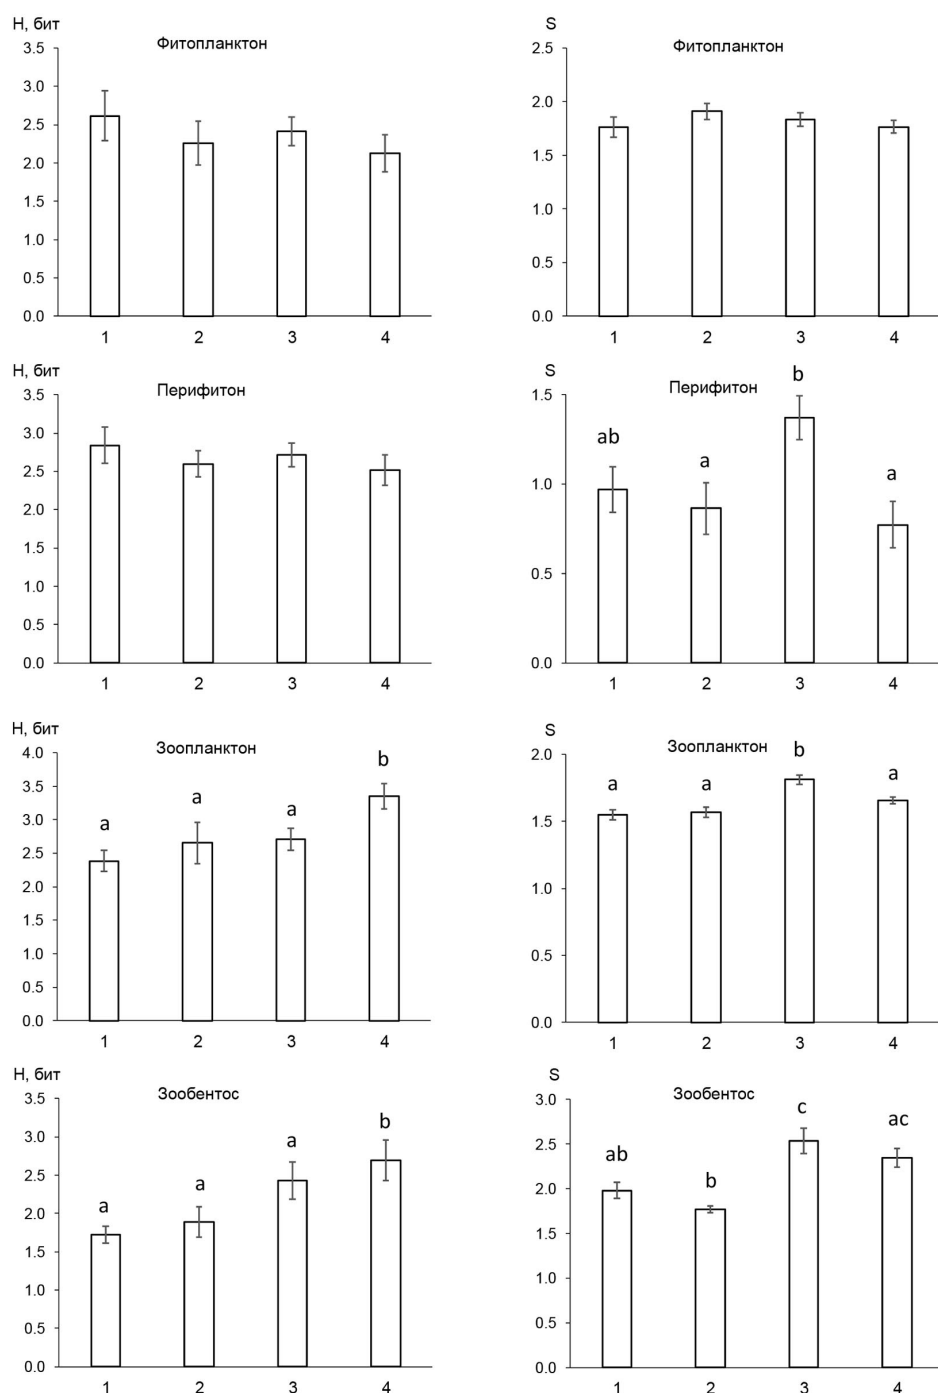 H, бит
Фитопланктон
3.5
3.0
2.5
2.0
1.5
1.0
0.5
0.0
1 2 3 4
S
Фитопланктон
2.5
2.0
1.5
1.0
0.5
0.0
1 2 3 4
H, бит
Перифитон
3.5
3.0
2.5
2.0
1.5
1.0
0.5
0.0
1 2 3 4
S
Перифитон
b
ab
a
a
1.5
1.0
0.5
0.0
1 2 3 4
H, бит
Зоопланктон
b
a
a
a
4.0
3.5
3.0
2.5
2.0
1.5
1.0
0.5
0.0
1 2 3 4
S
Зоопланктон
b
a
a
a
2.0
1.5
1.0
0.5
0.0
1 2 3 4
H, бит
Зообентос
b
a
a
a
3.5
3.0
2.5
2.0
1.5
1.0
0.5
0.0
1 2 3 4
S
Зообентос
c
ac
ab
b
3.0
2.5
2.0
1.5
1.0
0.5
0.0
1 2 3 4